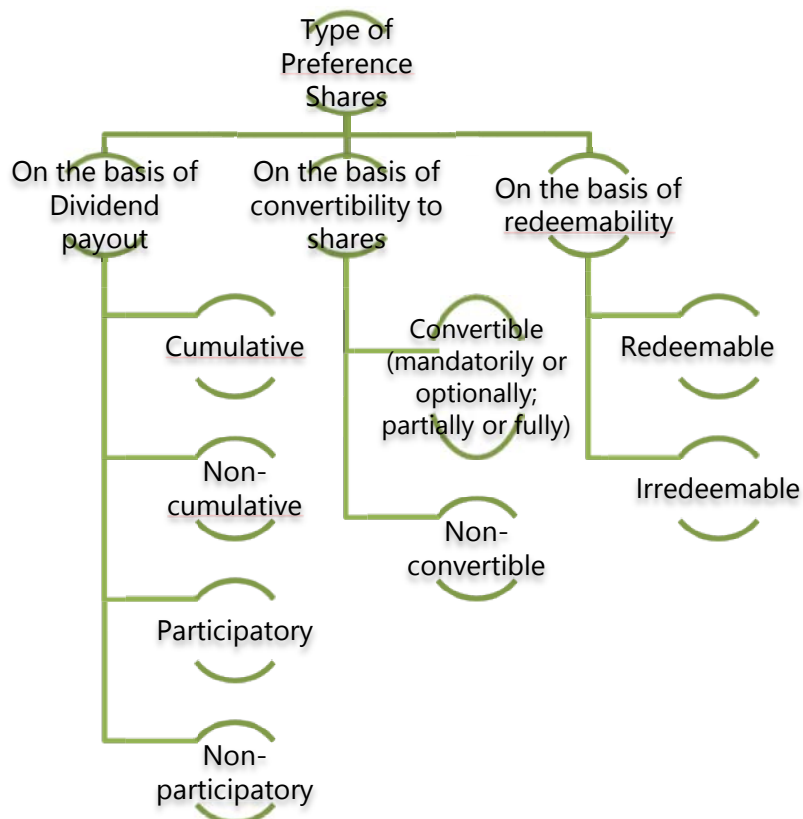 Type of
Preference
Shares
On the basis of
Dividend
payout
On the basis of
convertibility to
shares
On the basis of
redeemability
Cumulative
Non-
cumulative
Participatory
Non-
participatory
Convertible
(mandatorily or
optionally;
partially or fully)
Non-
convertible
Redeemable
Irredeemable